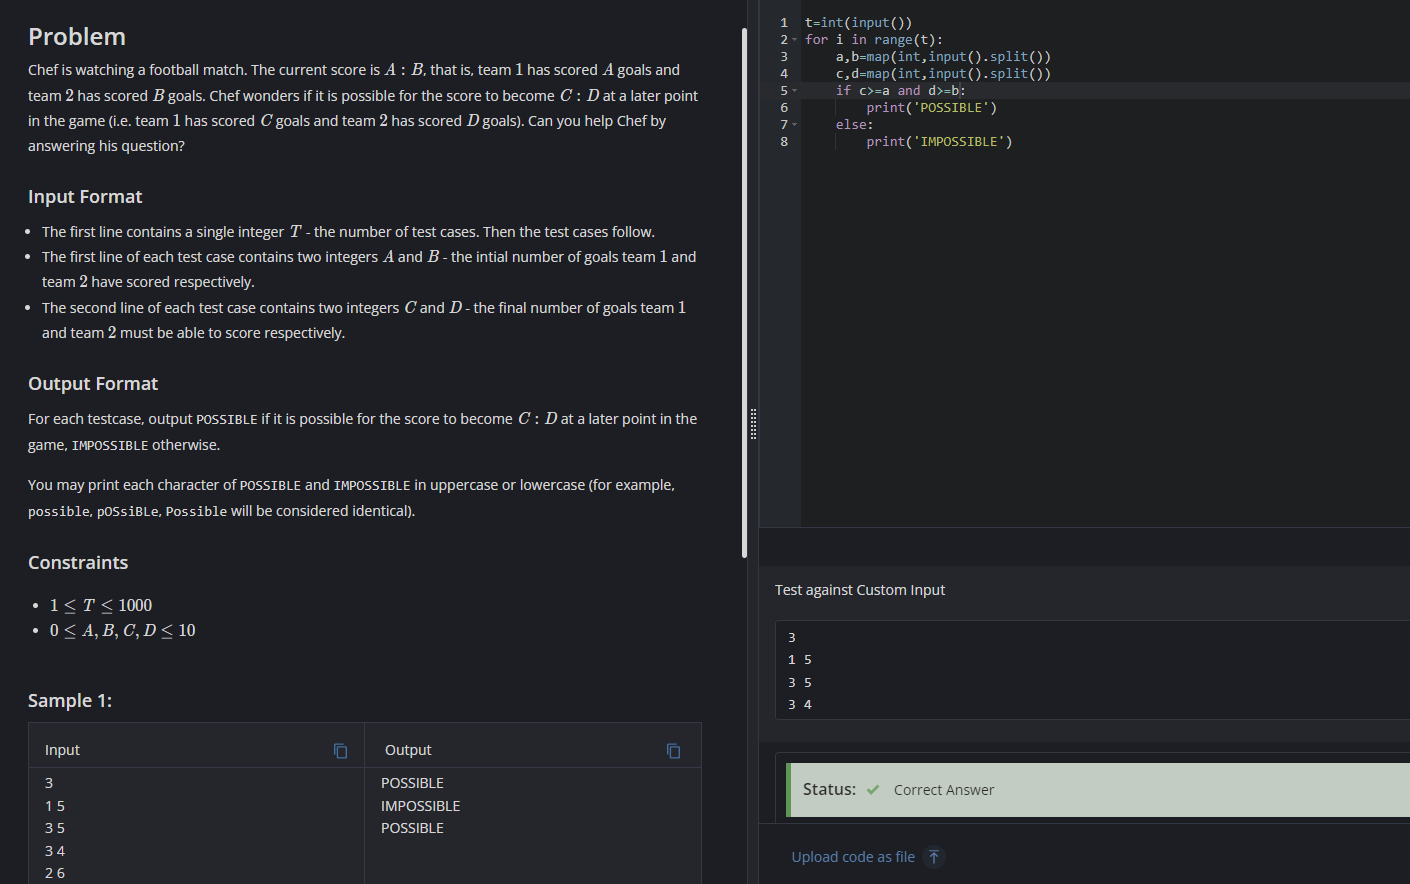 Problem
Chef is watching a football match. The current score is A : B, that is, team 1 has scored A goals and
team 2 has scored B goals. Chef wonders if it is possible for the score to become C : D at a later point
in the game (i.e. team 1 has scored C goals and team 2 has scored D goals). Can you help Chef by
answering his question?
Input Format
• The first line contains a single integer T - the number of test cases. Then the test cases follow.
• The first line of each test case contains two integers A and B - the intial number of goals team 1 and
team 2 have scored respectively.
• The second line of each test case contains two integers C and D - the final number of goals team 1
and team 2 must be able to score respectively.
Output Format
For each testcase, output POSSIBLE if it is possible for the score to become C : D at a later point in the
game, IMPOSSIBLE otherwise.
You may print each character of POSSIBLE and IMPOSSIBLE in uppercase or lowercase (for example,
possible, pOSsiBLe, Possible will be considered identical).
Constraints
• 1 ≤ T ≤ 1000
• 0 ≤ A, B, C, D ≤ 10
Sample 1:
Input
Output
3
1 5
3 5
3 4
2 6
POSSIBLE
IMPOSSIBLE
POSSIBLE
1 t=int(input())
2 for i in range(t):
3 a,b=map(int,input().split())
4 c,d=map(int,input().split())
5 if c>=a and d>=b:
6 print('POSSIBLE')
7 else:
8 print('IMPOSSIBLE')
Test against Custom Input
3
1 5
3 5
3 4
Status: ✓ Correct Answer
Upload code as file